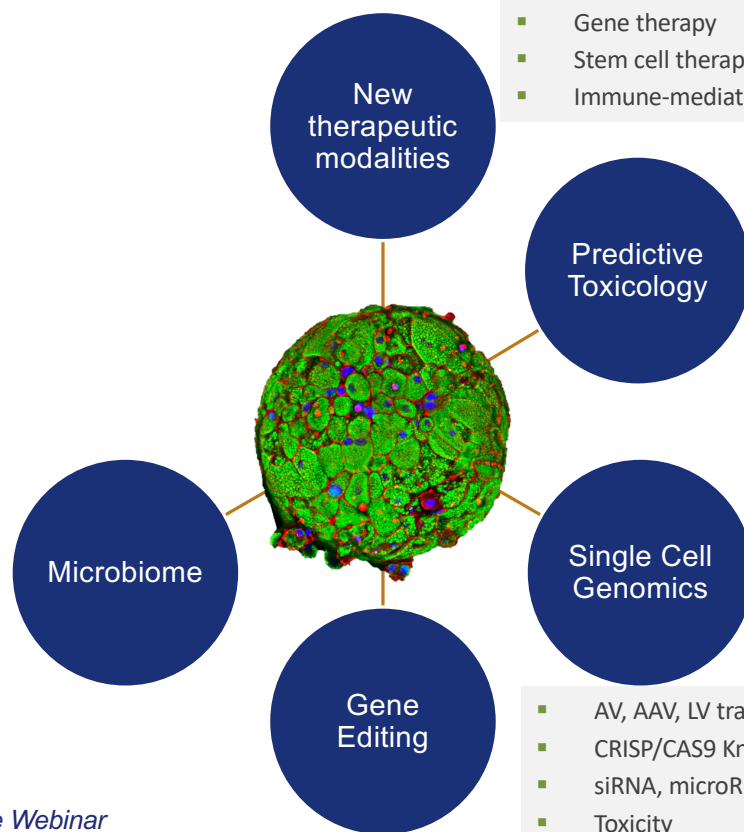 Gene therapy
Stem cell therap
Immune-mediat
New
therapeutic
modalities
Predictive
Toxicology
Microbiome
Single Cell
Genomics
Gene
Editing
AV, AAV, LV tra
CRISP/CAS9 Kn
siRNA, microR
Toxicity
e Webinar